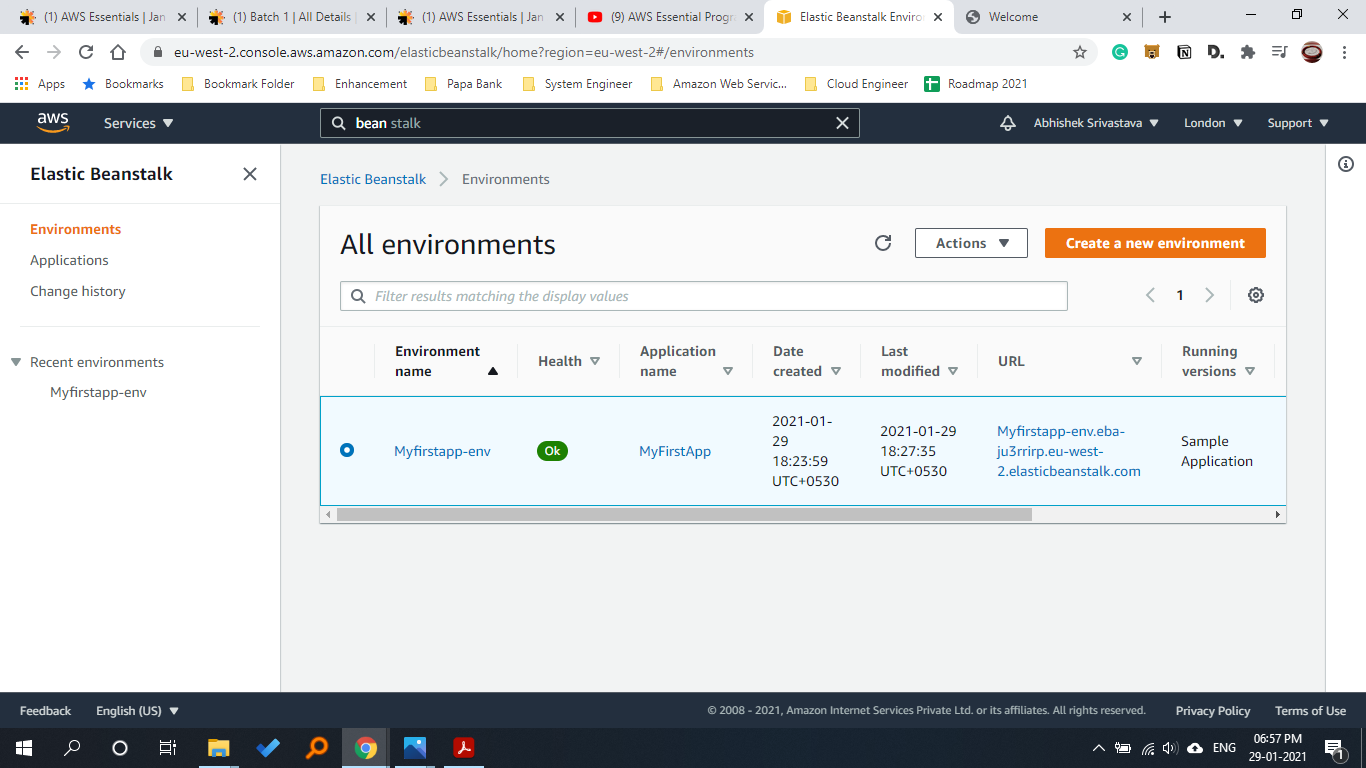 (1) AWS Essentials | Jan
(1) Batch 1 | All Details |
(1) AWS Essentials | Jan
(9) AWS Essential Progr
Elastic Beanstalk Enviro
Welcome
eu-west-2.console.aws.amazon.com/elasticbeanstalk/home?region=eu-west-2#/environments
Apps
Bookmarks
Bookmark Folder
Enhancement
Papa Bank
System Engineer
Amazon Web Servic...
Cloud Engineer
Roadmap 2021
aws
Services
bean stalk
Abhishek Srivastava
London
Support
Elastic Beanstalk
Environments
Applications
Change history
Recent environments
Myfirstapp-env
Elastic Beanstalk
Environments
All environments
Actions
Create a new environment
Filter results matching the display values
1
Environment
name
Health
Application
name
Date
created
Last
modified
URL
Running
versions
Myfirstapp-env
Ok
MyFirstApp
2021-01-
29
18:23:59
UTC+0530
2021-01-29
18:27:35
UTC+0530
Myfirstapp-env.eba-
ju3rrirp.eu-west-
2.elasticbeanstalk.com
Sample
Application
Feedback
English (US)
© 2008 - 2021, Amazon Internet Services Private Ltd. or its affiliates. All rights reserved.
Privacy Policy
Terms of Use
ENG
06:57 PM
29-01-2021
1